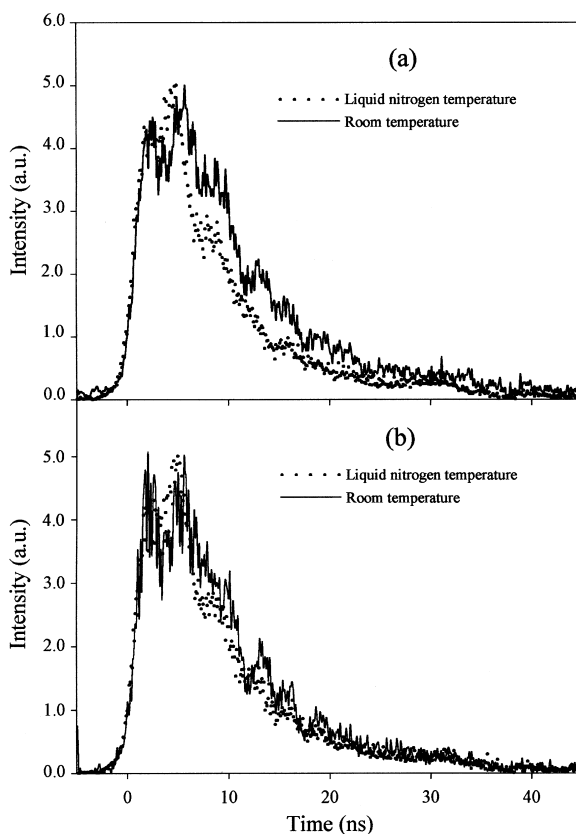 6.0
(a)
5.0
Liquid nitrogen temperature
Room temperature
4.0
Intensity (a.u.)
3.0
2.0
1.0
0.0
(b)
Liquid nitrogen temperature
Room temperature
5.0
4.0
Intensity (a.u.)
3.0
2.0
1.0
0.0
0 10 20 30 40
Time (ns)